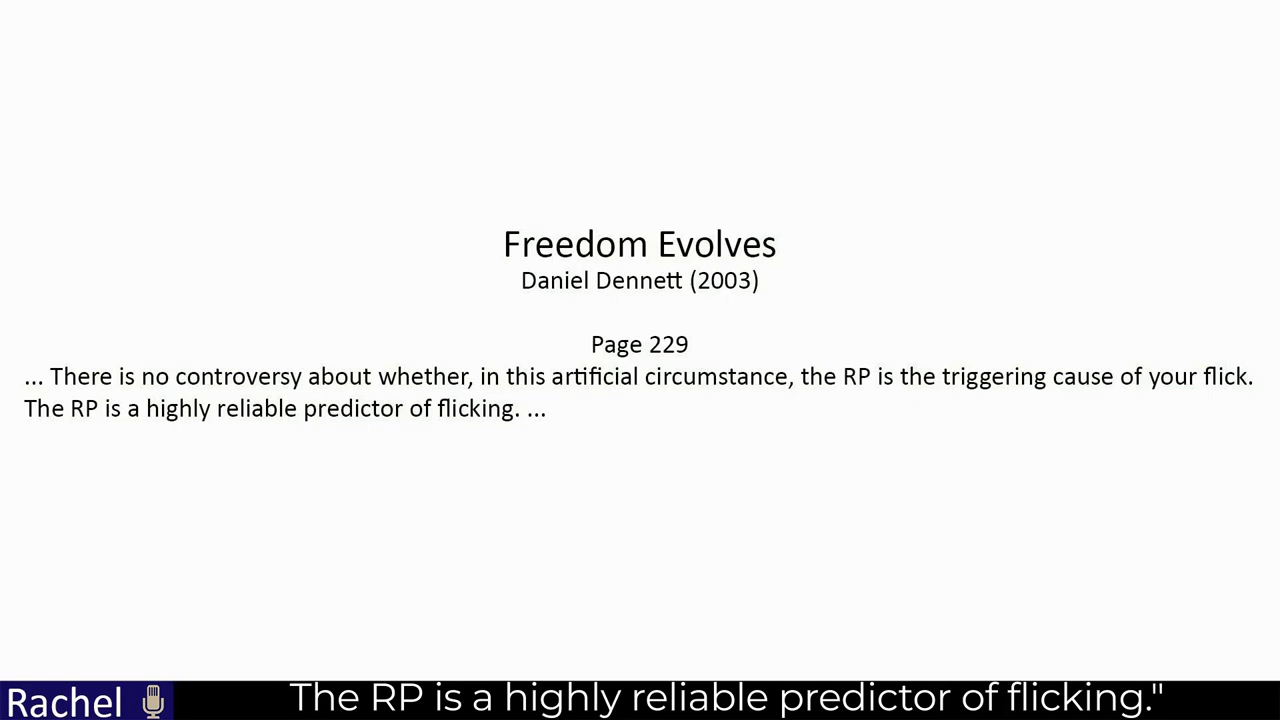 Freedom Evolves
Daniel Dennett (2003)
Page 229
... There is no controversy about whether, in this artificial circumstance, the RP is the triggering cause of your flick.
The RP is a highly reliable predictor of flicking. ...
Rachel
The RP is a highly reliable predictor of flicking."